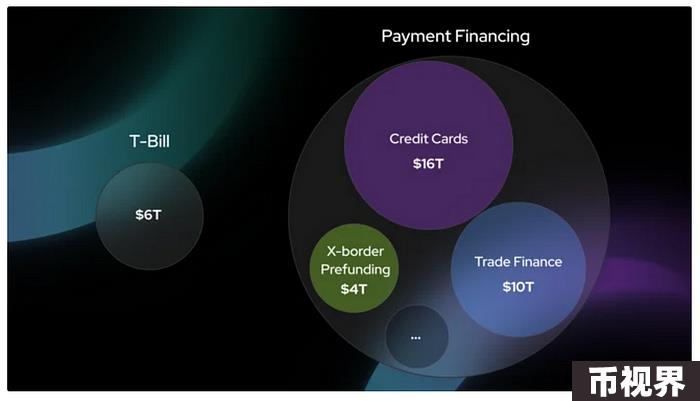 Payment Financing
T-Bill
$6T
Credit Cards
$16T
X-border
Prefunding
$4T
Trade Finance
$10T
...
币视界